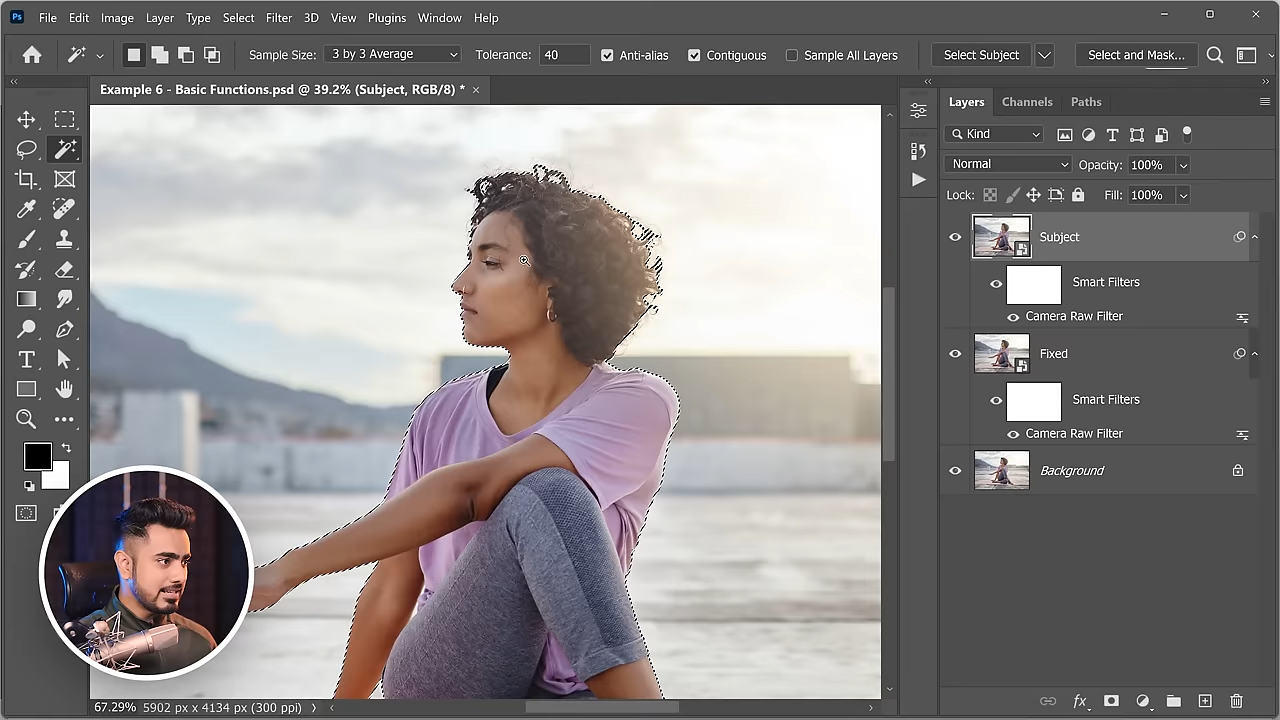 Ps File Edit Image Layer Type Select Filter 3D View Plugins Window Help
Sample Size: 3 by 3 Average Tolerance: 40 Anti-alias Contiguous Sample All Layers Select Subject Select and Mask...
Example 6 - Basic Functions.psd @ 39.2% (Subject, RGB/8) * ×
Layers Channels Paths
Kind
Normal Opacity: 100%
Lock: Fill: 100%
Subject
Smart Filters
Camera Raw Filter
Fixed
Smart Filters
Camera Raw Filter
Background
67.29% 5902 px x 4134 px (300 ppi)
fx